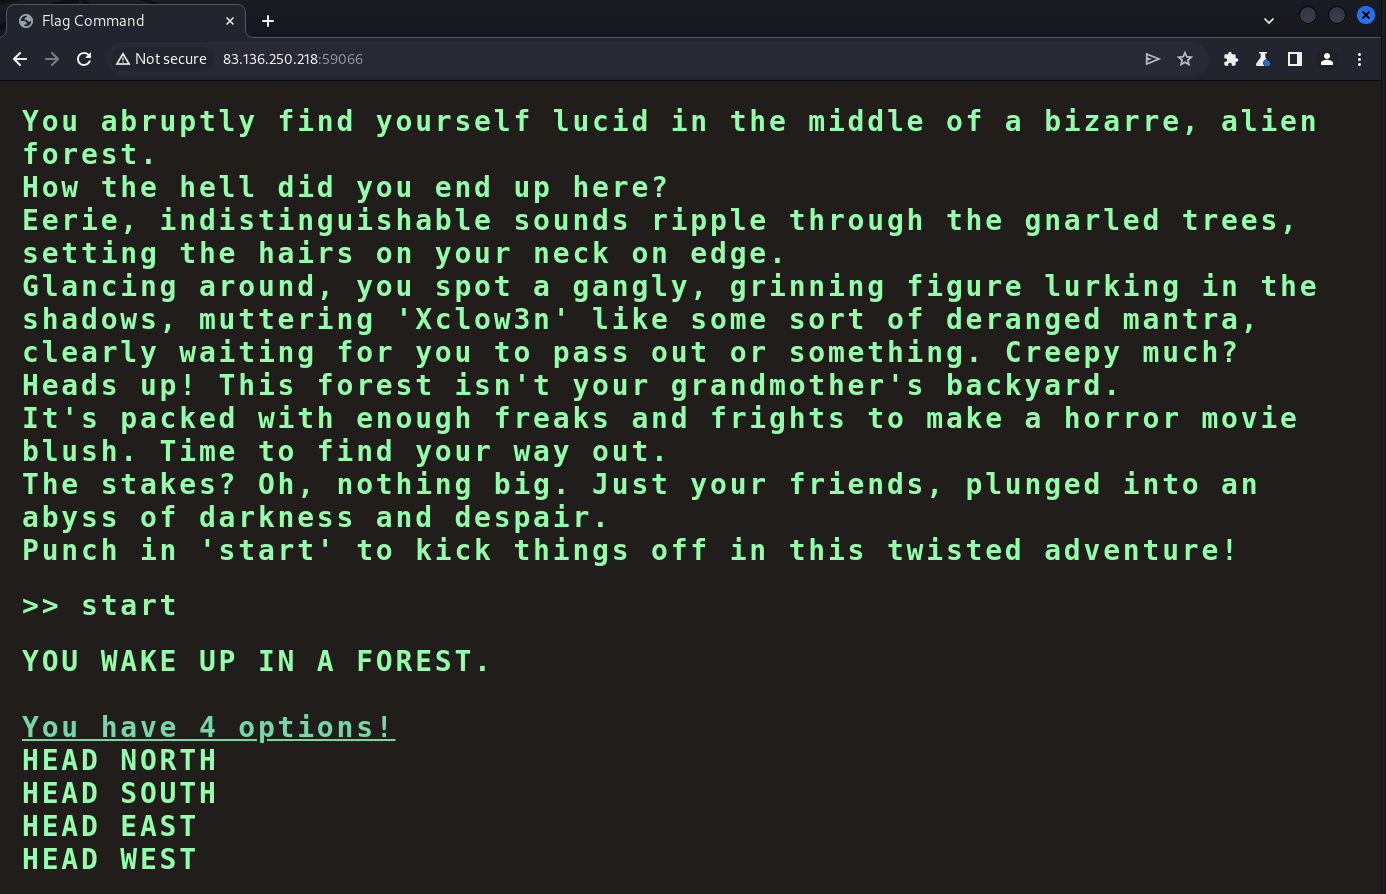 Flag Command
Not secure
83.136.250.218:59066
You abruptly find yourself lucid in the middle of a bizarre, alien
forest.
How the hell did you end up here?
Eerie, indistinguishable sounds ripple through the gnarled trees,
setting the hairs on your neck on edge.
Glancing around, you spot a gangly, grinning figure lurking in the
shadows, muttering 'Xclow3n' like some sort of deranged mantra,
clearly waiting for you to pass out or something. Creepy much?
Heads up! This forest isn't your grandmother's backyard.
It's packed with enough freaks and frights to make a horror movie
blush. Time to find your way out.
The stakes? Oh, nothing big. Just your friends, plunged into an
abyss of darkness and despair.
Punch in 'start' to kick things off in this twisted adventure!
>> start
YOU WAKE UP IN A FOREST.
You have 4 options!
HEAD NORTH
HEAD SOUTH
HEAD EAST
HEAD WEST